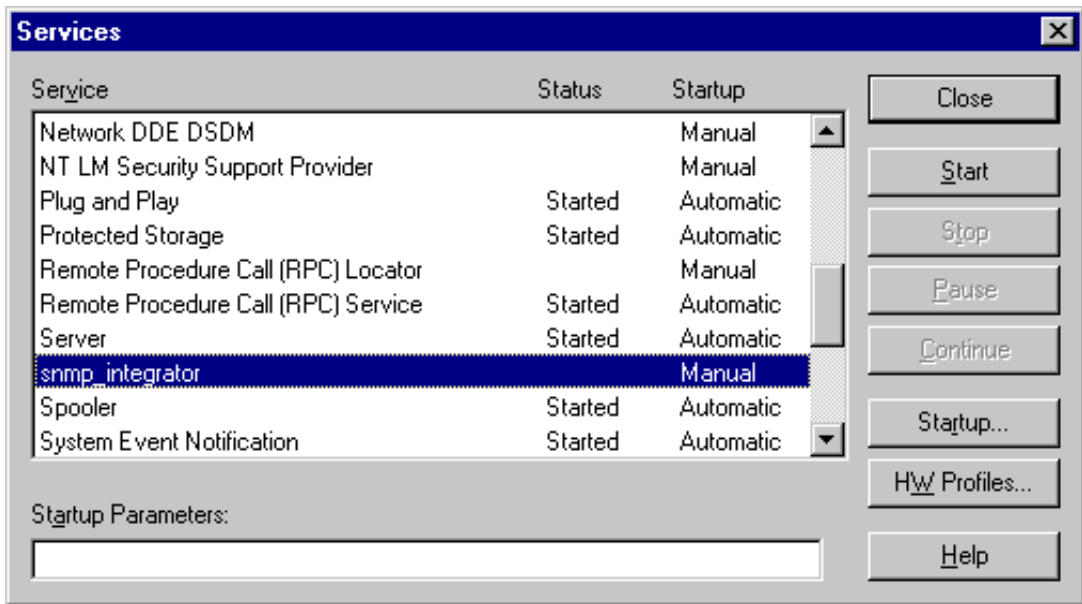 Services
Service Status Startup
Network DDE DSDM Manual
NT LM Security Support Provider Manual
Plug and Play Started Automatic
Protected Storage Started Automatic
Remote Procedure Call (RPC) Locator Manual
Remote Procedure Call (RPC) Service Started Automatic
Server Started Automatic
snmp_integrator Manual
Spooler Started Automatic
System Event Notification Started Automatic
Startup Parameters:
Close
Start
Stop
Pause
Continue
Startup...
HW Profiles...
Help